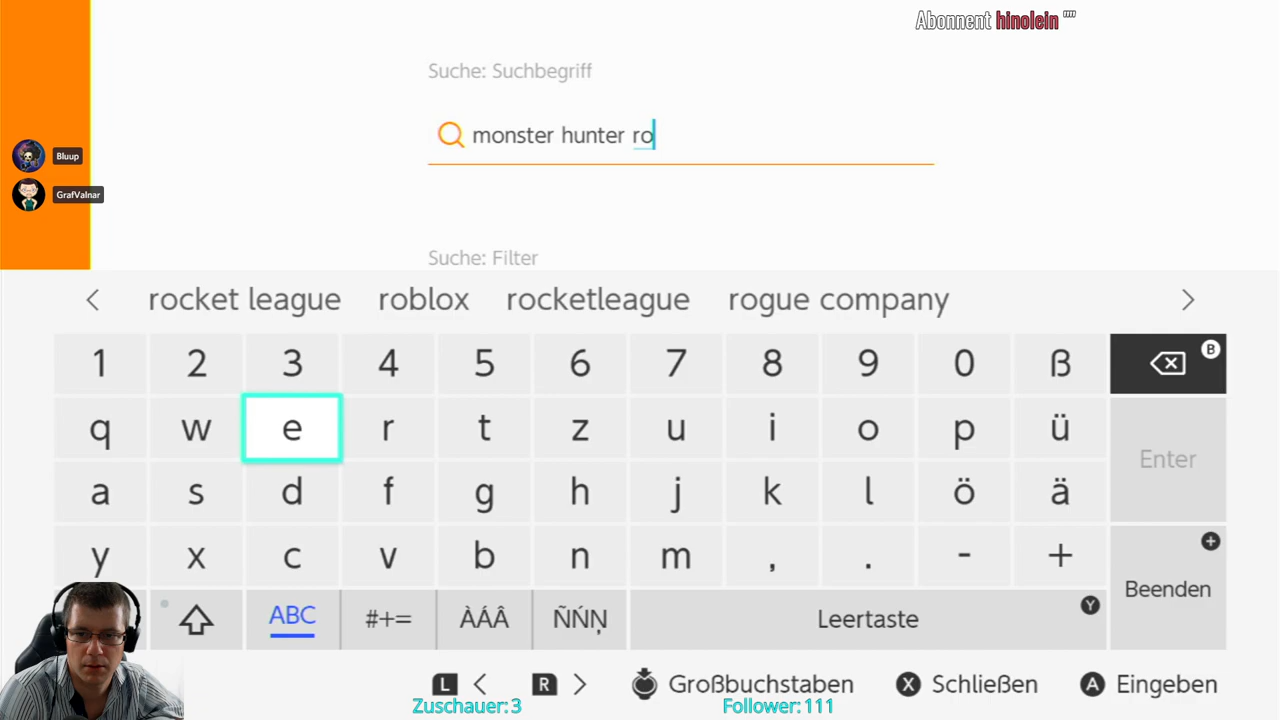 Abonnent hinolein ""
Suche: Suchbegriff
monster hunter ro
Bluup
GrafValnar
Suche: Filter
rocket league roblox rocketleague rogue company
1 2 3 4 5 6 7 8 9 0 ß B
q w e r t z u i o p ü
Enter
a s d f g h j k l ö ä
y x c v b n m , . - +
Beenden
ABC #+= ÀÁÂ ÑŃŅ Leertaste Y
L < R > Großbuchstaben X Schließen A Eingeben
Zuschauer: 3 Follower: 111